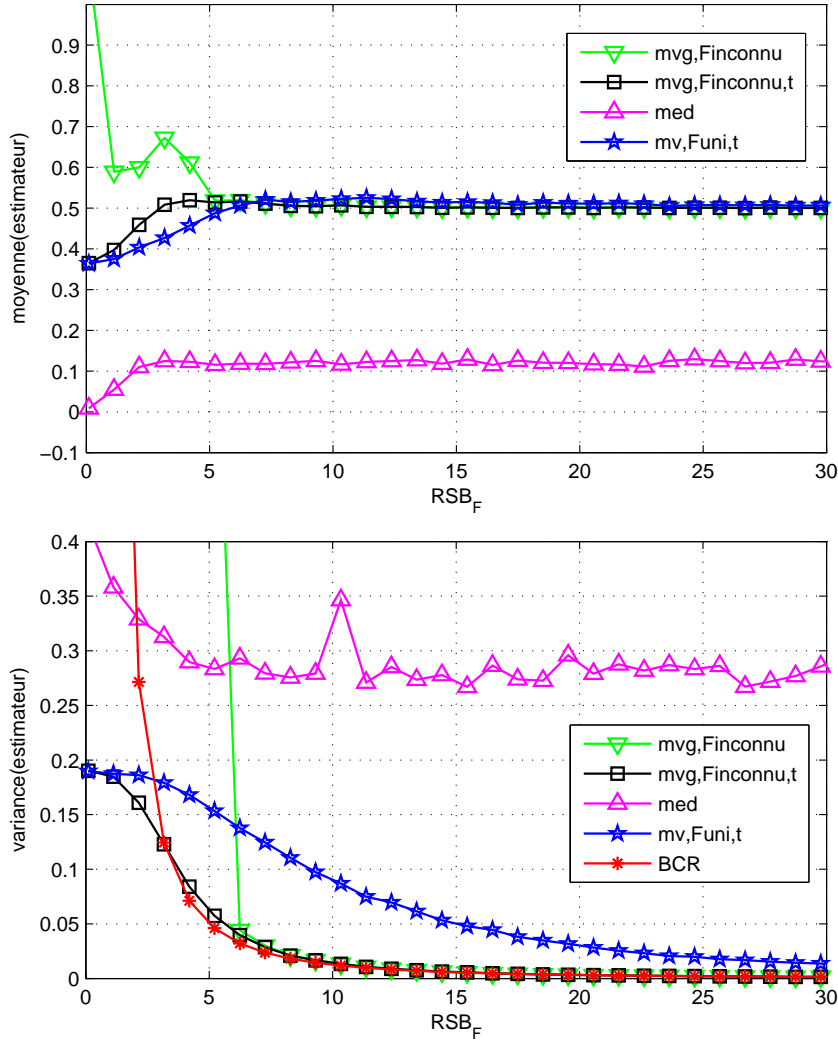 0.9
0.8
0.7
0.6
0.5
0.4
0.3
0.2
0.1
0
−0.1
moyenne(estimateur)
mvg,Finconnu
mvg,Finconnu,t
med
mv,Funi,t
0 5 10 15 20 25 30
RSB_F
0.4
0.35
0.3
0.25
0.2
0.15
0.1
0.05
0
variance(estimateur)
mvg,Finconnu
mvg,Finconnu,t
med
mv,Funi,t
BCR
0 5 10 15 20 25 30
RSB_F